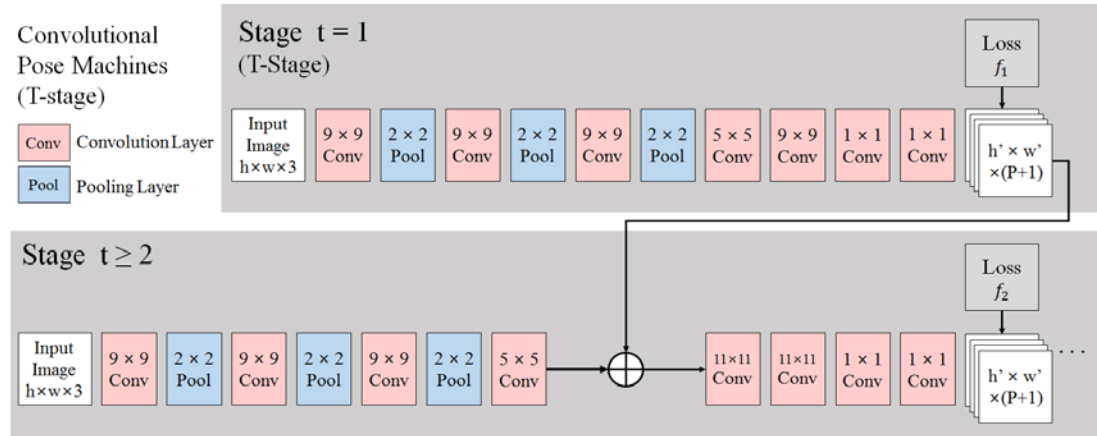 Convolutional
Pose Machines
(T-stage)
Conv Convolution Layer
Pool Pooling Layer
Stage t = 1
(T-Stage)
Loss
f₁
Input
Image
h×w×3
9 × 9
Conv
2 × 2
Pool
9 × 9
Conv
2 × 2
Pool
9 × 9
Conv
2 × 2
Pool
5 × 5
Conv
9 × 9
Conv
1 × 1
Conv
1 × 1
Conv
h’ × w’
×(P+1)
Stage t ≥ 2
Loss
f₂
Input
Image
h×w×3
9 × 9
Conv
2 × 2
Pool
9 × 9
Conv
2 × 2
Pool
9 × 9
Conv
2 × 2
Pool
5 × 5
Conv
11×11
Conv
11×11
Conv
1 × 1
Conv
1 × 1
Conv
h’ × w’
×(P+1)
...